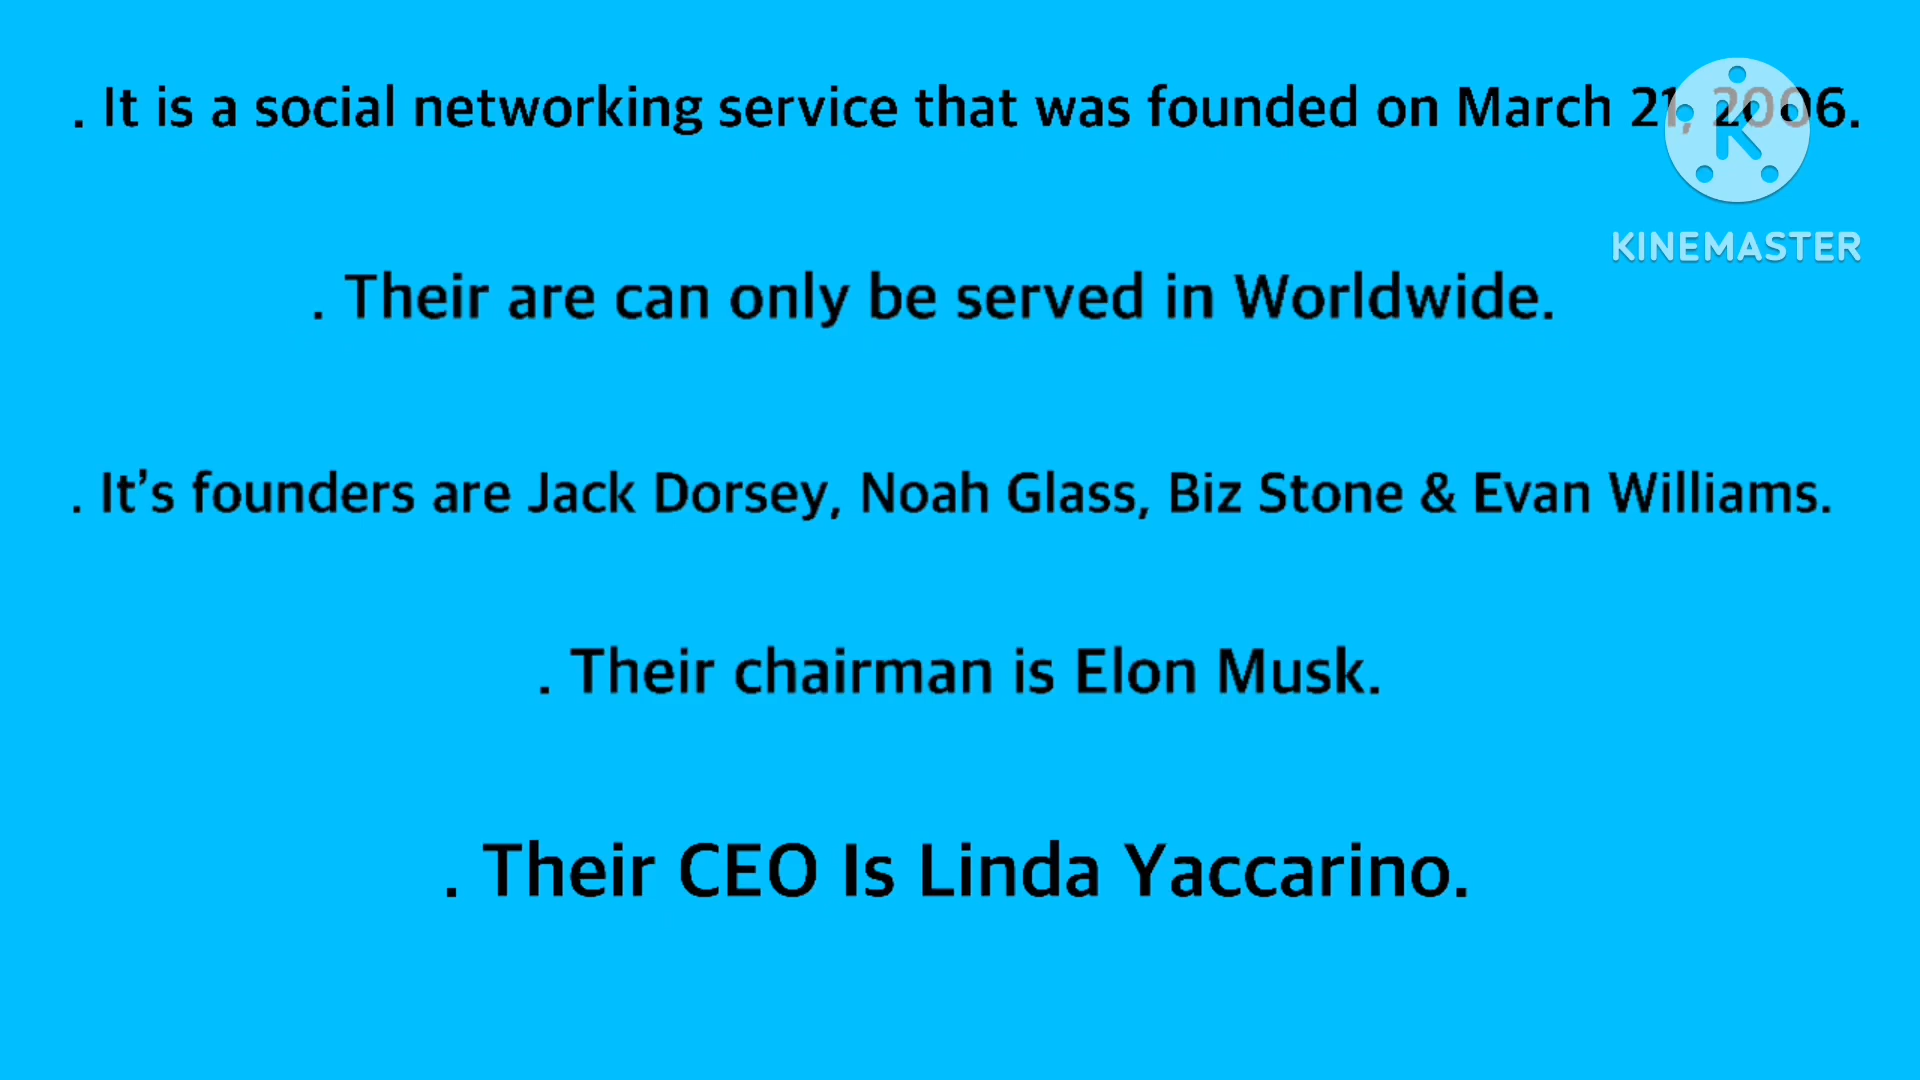 . It is a social networking service that was founded on March 21, 2006.
KINEMASTER
. Their are can only be served in Worldwide.
. It’s founders are Jack Dorsey, Noah Glass, Biz Stone & Evan Williams.
. Their chairman is Elon Musk.
. Their CEO Is Linda Yaccarino.